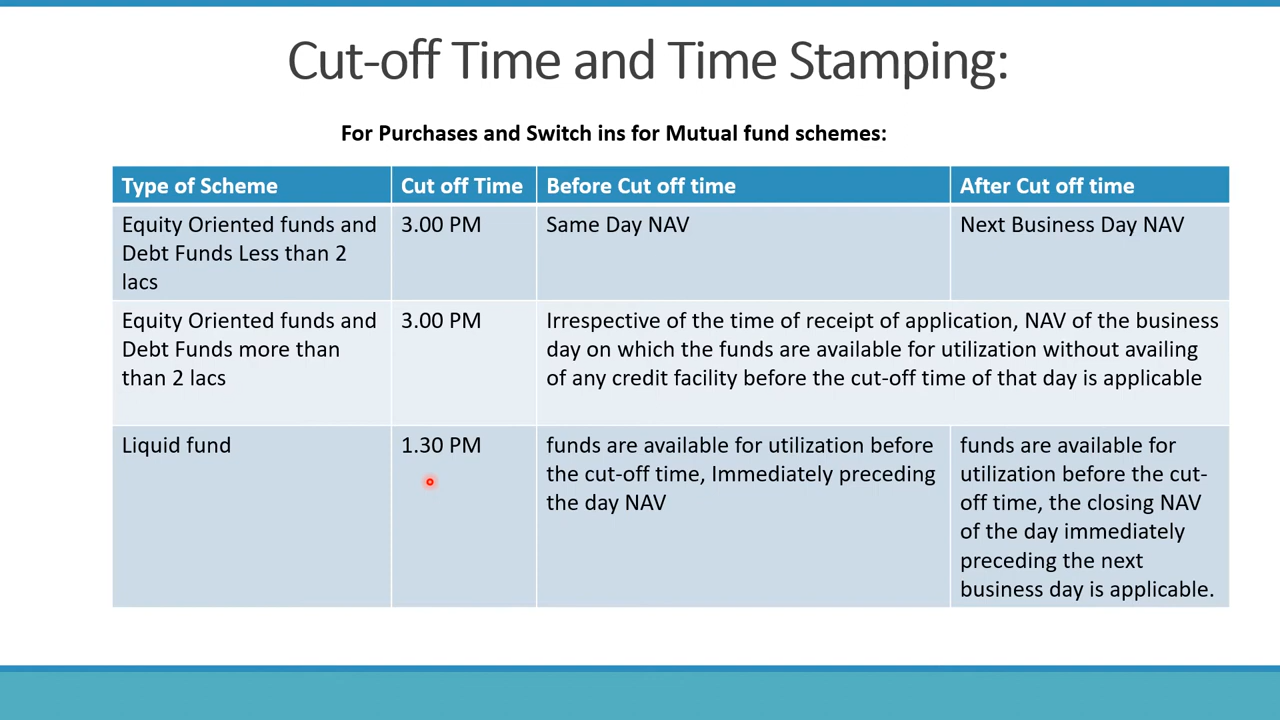 Cut-off Time and Time Stamping:
For Purchases and Switch ins for Mutual fund schemes:
Type of Scheme
Cut off Time
Before Cut off time
After Cut off time
Equity Oriented funds and
Debt Funds Less than 2
lacs
3.00 PM
Same Day NAV
Next Business Day NAV
Equity Oriented funds and
Debt Funds more than
than 2 lacs
3.00 PM
Irrespective of the time of receipt of application, NAV of the business
day on which the funds are available for utilization without availing
of any credit facility before the cut-off time of that day is applicable
Liquid fund
1.30 PM
funds are available for utilization before
the cut-off time, Immediately preceding
the day NAV
funds are available for
utilization before the cut-
off time, the closing NAV
of the day immediately
preceding the next
business day is applicable.